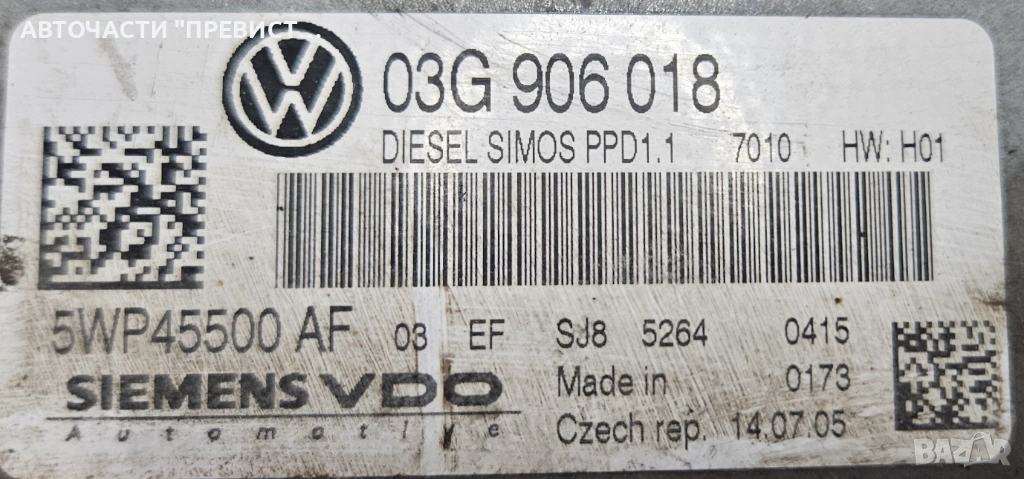 АВТОЧАСТИ "ПРЕВИСТ..."
03G 906 018
DIESEL SIMOS PPD1.1 7010 HW: H01
5WP45500 AF 03 EF SJ8 5264 0415
SIEMENS VDO
Automotive
Made in 0173
Czech rep. 14.07.05
BAZAR